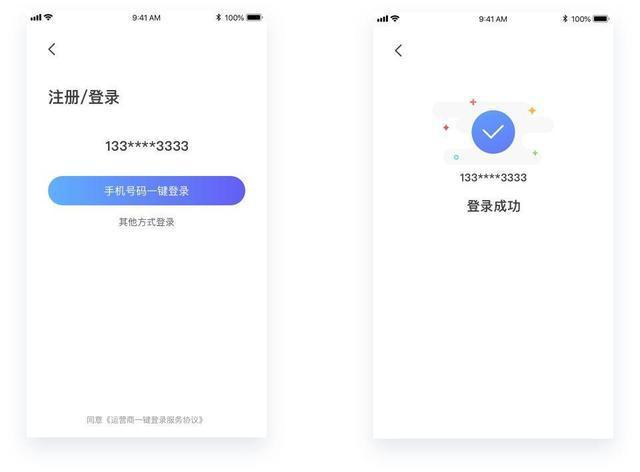 9:41 AM
100%
注册/登录
133****3333
手机号码一键登录
其他方式登录
同意《运营商一键登录服务协议》
9:41 AM
100%
133****3333
登录成功